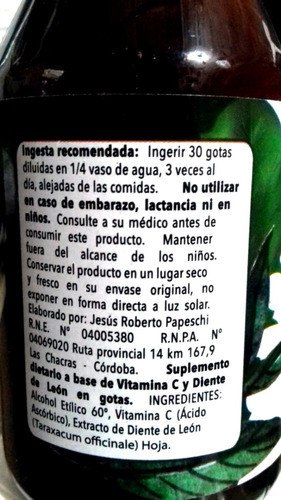 Ingesta recomendada: Ingerir 30 gotas
diluidas en 1/4 vaso de agua, 3 veces al
día, alejadas de las comidas. No utilizar
en caso de embarazo, lactancia ni en
niños. Consulte a su médico antes de
consumir este producto. Mantener
fuera del alcance de los niños.
Conservar el producto en un lugar seco
y fresco en su envase original, no
exponer en forma directa a luz solar.
Elaborado por: Jesús Roberto Papeschi
R.N.E. N° 04005380 R.N.P.A. N°
04069020 Ruta provincial 14 km 167,9
Las Chacras - Córdoba. Suplemento
dietario a base de Vitamina C y Diente
de León en gotas. INGREDIENTES:
Alcohol Etílico 60°, Vitamina C (Ácido
Ascórbico), Extracto de Diente de León
(Taraxacum officinale) Hoja.